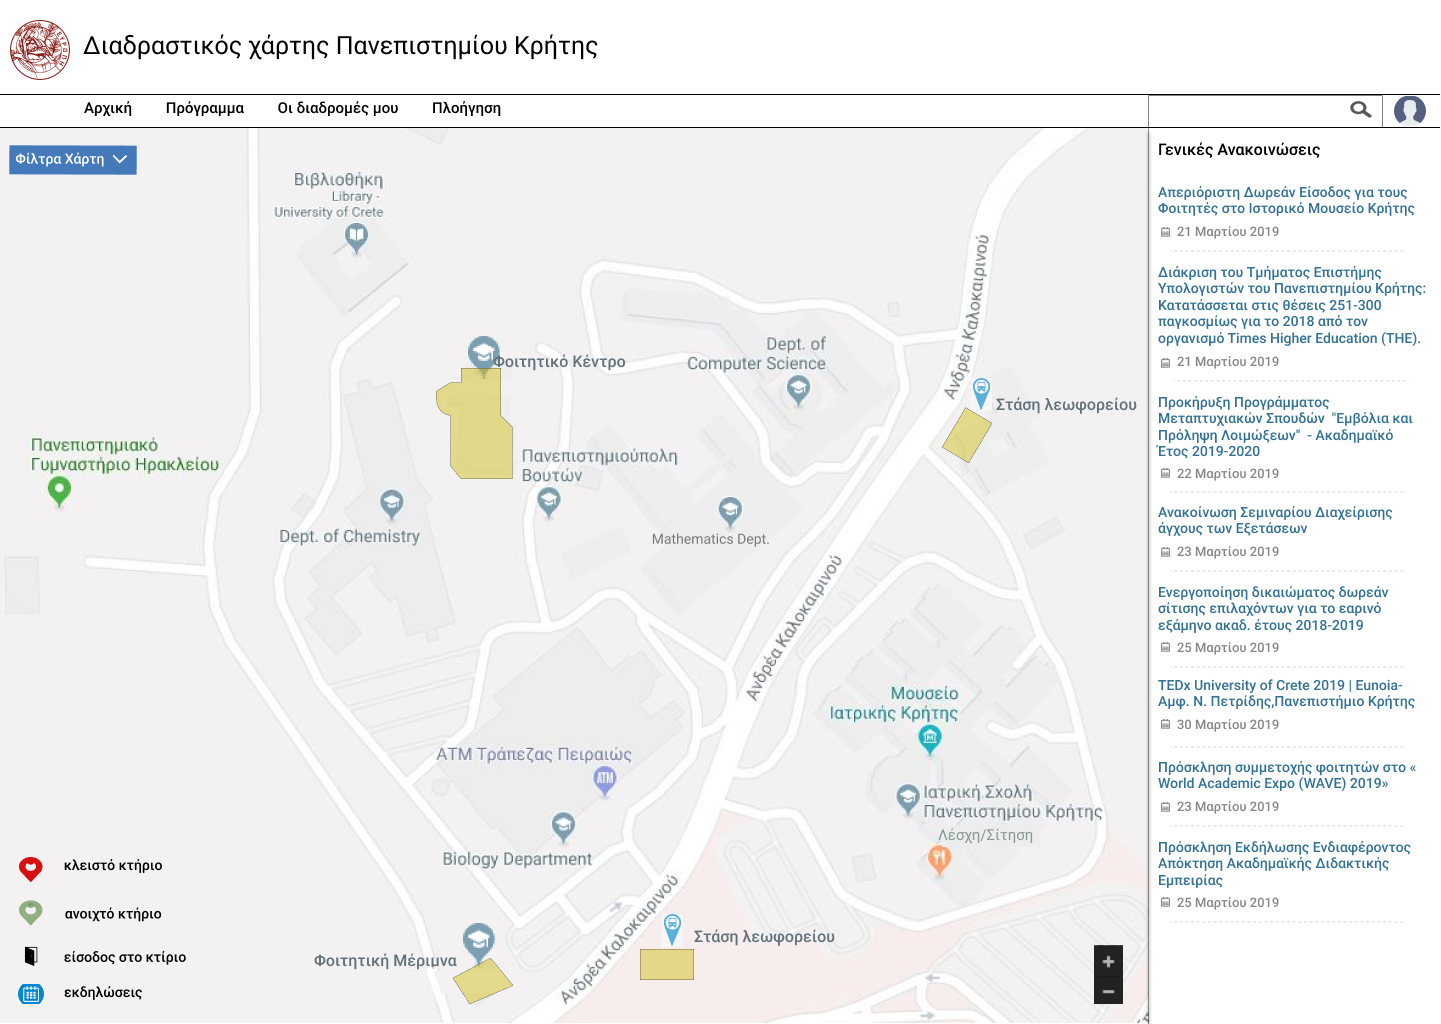 Διαδραστικός χάρτης Πανεπιστημίου Κρήτης
Αρχική
Πρόγραμμα
Οι διαδρομές μου
Πλοήγηση
Φίλτρα Χάρτη
Βιβλιοθήκη
Library -
University of Crete
Φοιτητικό Κέντρο
Dept. of
Computer Science
Ανδρέα Καλοκαιρινού
Στάση λεωφορείου
Πανεπιστημιακό
Γυμναστήριο Ηρακλείου
Πανεπιστημιούπολη
Βουτών
Dept. of Chemistry
Mathematics Dept.
Ανδρέα Καλοκαιρινού
Μουσείο
Ιατρικής Κρήτης
ATM Τράπεζας Πειραιώς
ATM
Ιατρική Σχολή
Πανεπιστημίου Κρήτης
Λέσχη/Σίτηση
Biology Department
Ανδρέα Καλοκαιρινού
Στάση λεωφορείου
Φοιτητική Μέριμνα
κλειστό κτήριο
ανοιχτό κτήριο
είσοδος στο κτίριο
εκδηλώσεις
+
−
Γενικές Ανακοινώσεις
Απεριόριστη Δωρεάν Είσοδος για τους
Φοιτητές στο Ιστορικό Μουσείο Κρήτης
21 Μαρτίου 2019
Διάκριση του Τμήματος Επιστήμης
Υπολογιστών του Πανεπιστημίου Κρήτης:
Κατατάσσεται στις θέσεις 251-300
παγκοσμίως για το 2018 από τον
οργανισμό Times Higher Education (THE).
21 Μαρτίου 2019
Προκήρυξη Προγράμματος
Μεταπτυχιακών Σπουδών "Εμβόλια και
Πρόληψη Λοιμώξεων" - Ακαδημαϊκό
Έτος 2019-2020
22 Μαρτίου 2019
Ανακοίνωση Σεμιναρίου Διαχείρισης
άγχους των Εξετάσεων
23 Μαρτίου 2019
Ενεργοποίηση δικαιώματος δωρεάν
σίτισης επιλαχόντων για το εαρινό
εξάμηνο ακαδ. έτους 2018-2019
25 Μαρτίου 2019
TEDx University of Crete 2019 | Eunoia-
Αμφ. Ν. Πετρίδης,Πανεπιστήμιο Κρήτης
30 Μαρτίου 2019
Πρόσκληση συμμετοχής φοιτητών στο «
World Academic Expo (WAVE) 2019»
23 Μαρτίου 2019
Πρόσκληση Εκδήλωσης Ενδιαφέροντος
Απόκτηση Ακαδημαϊκής Διδακτικής
Εμπειρίας
25 Μαρτίου 2019